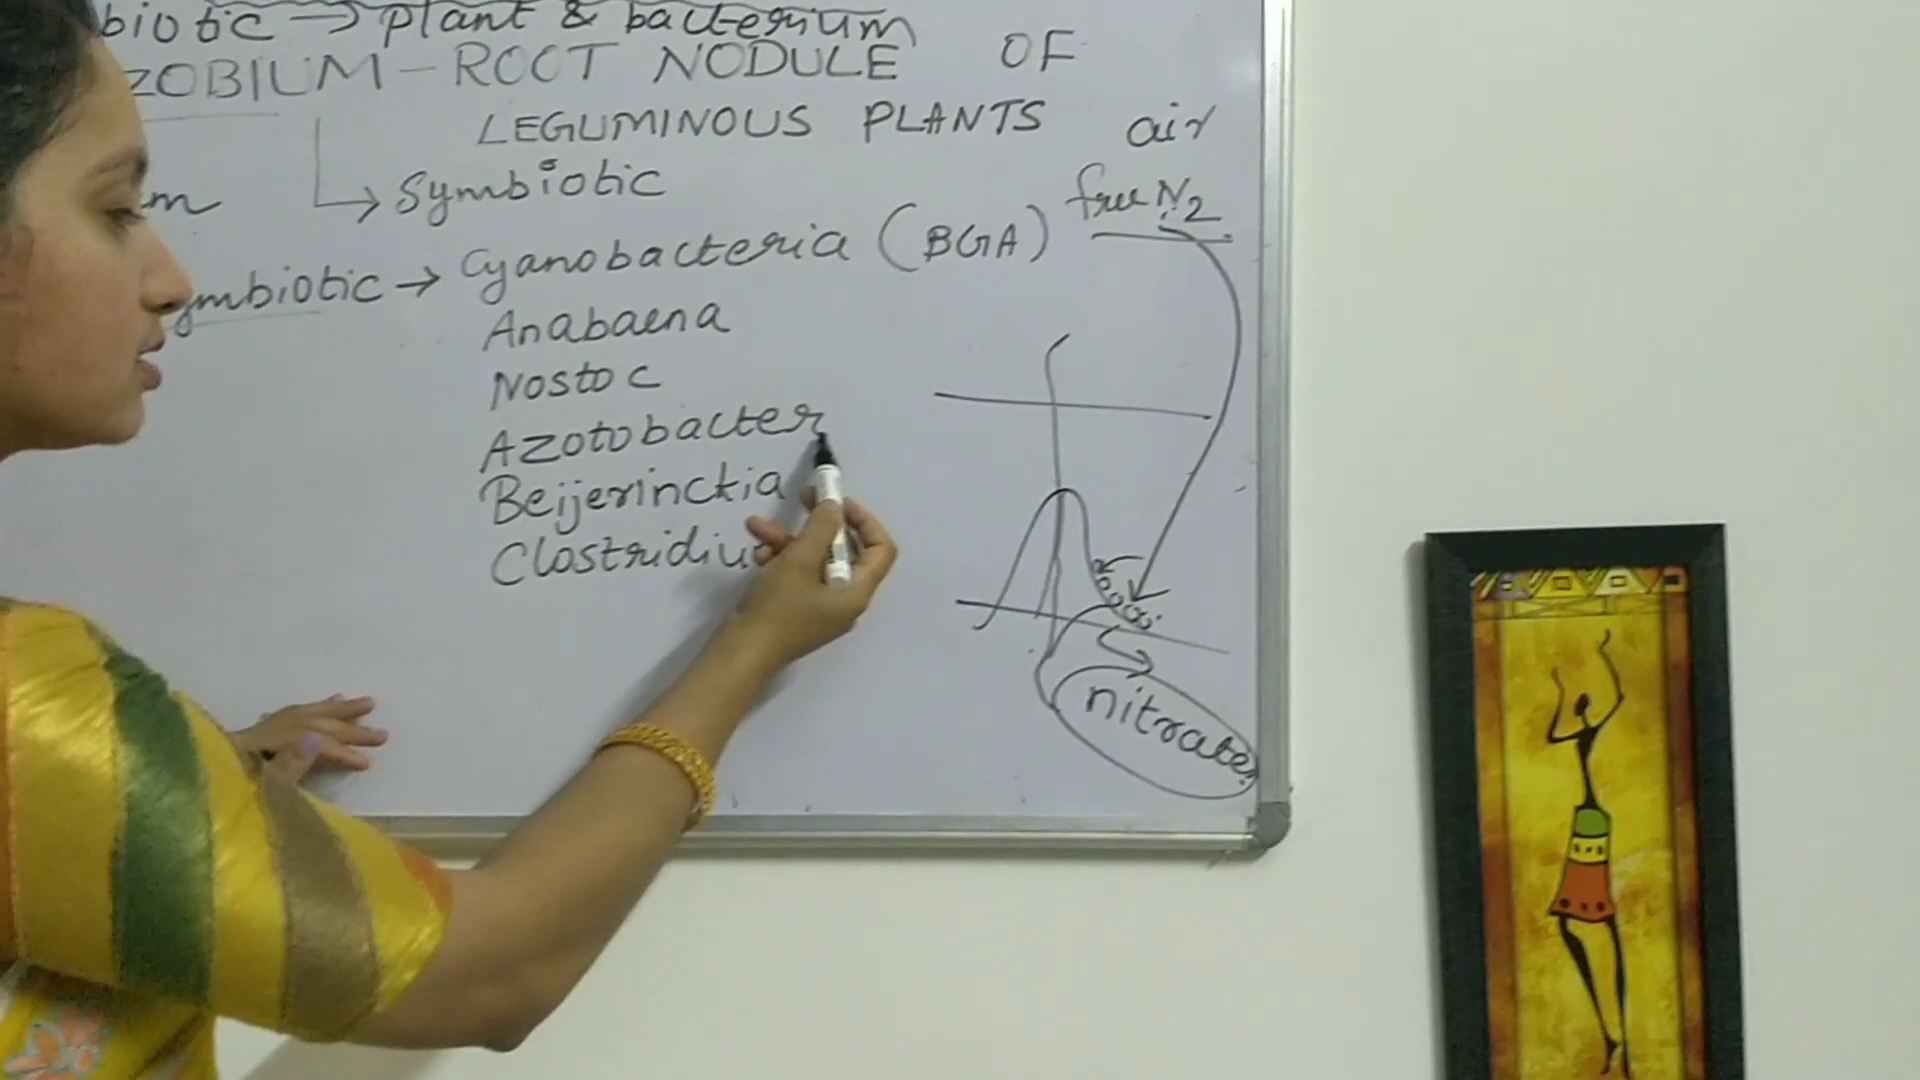 biotic → plant & bacterium
ZOBIUM - ROOT NODULE OF
LEGUMINOUS PLANTS
→ Symbiotic
m
ymbiotic → Cyanobacteria (BGA)
Anabaena
Nostoc
Azotobacter
Beijerinckia
Clostridiu
air
free N2
nitrate